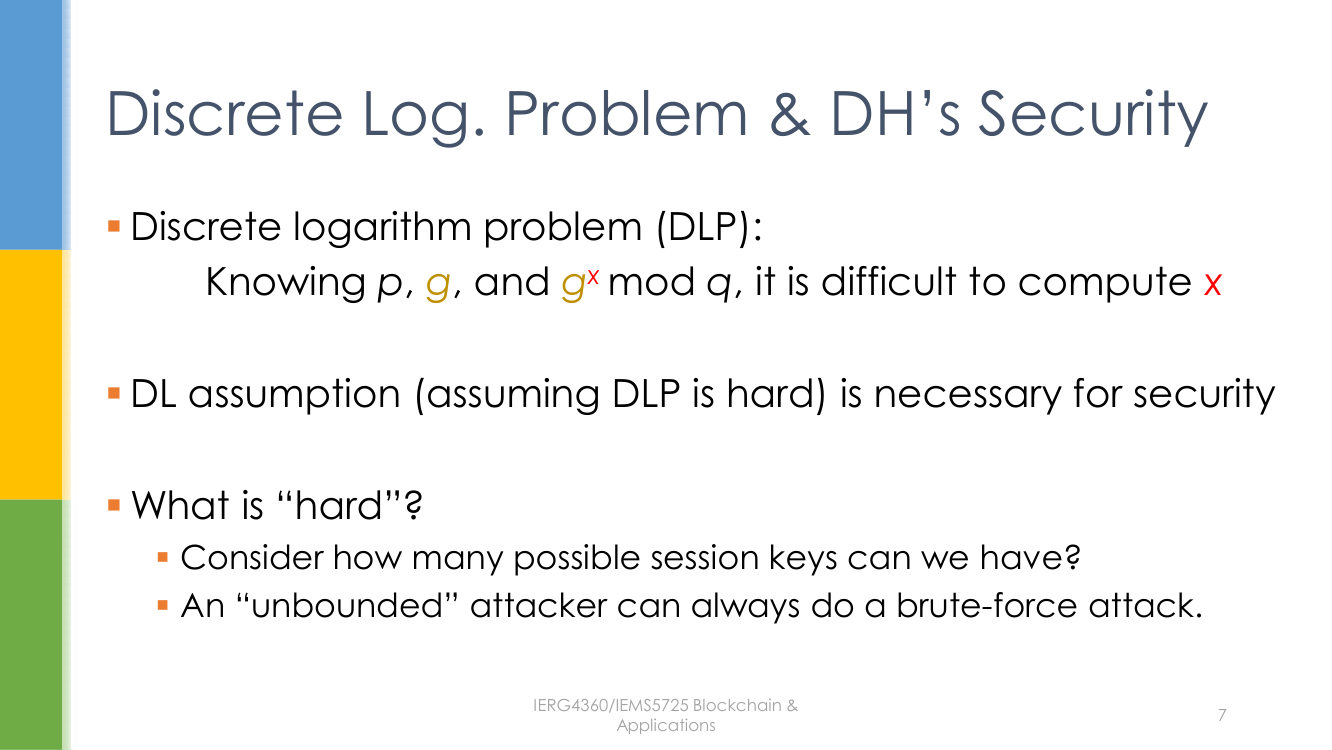 Discrete Log. Problem & DH’s Security
▪ Discrete logarithm problem (DLP):
Knowing p, g, and gˣ mod q, it is difficult to compute x
▪ DL assumption (assuming DLP is hard) is necessary for security
▪ What is “hard”?
▪ Consider how many possible session keys can we have?
▪ An “unbounded” attacker can always do a brute-force attack.
IERG4360/IEMS5725 Blockchain &
Applications
7